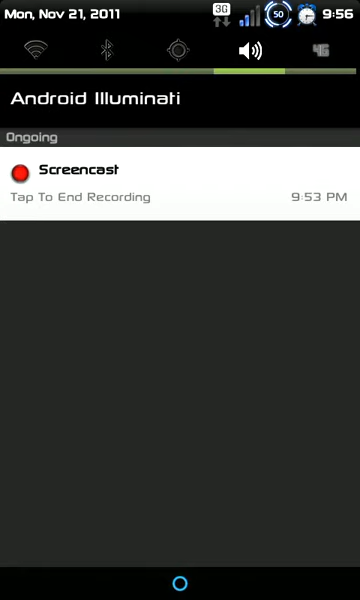 Mon, Nov 21, 2011 3G 50 9:56
4G
Android Illuminati
Ongoing
Screencast
Tap To End Recording 9:53 PM